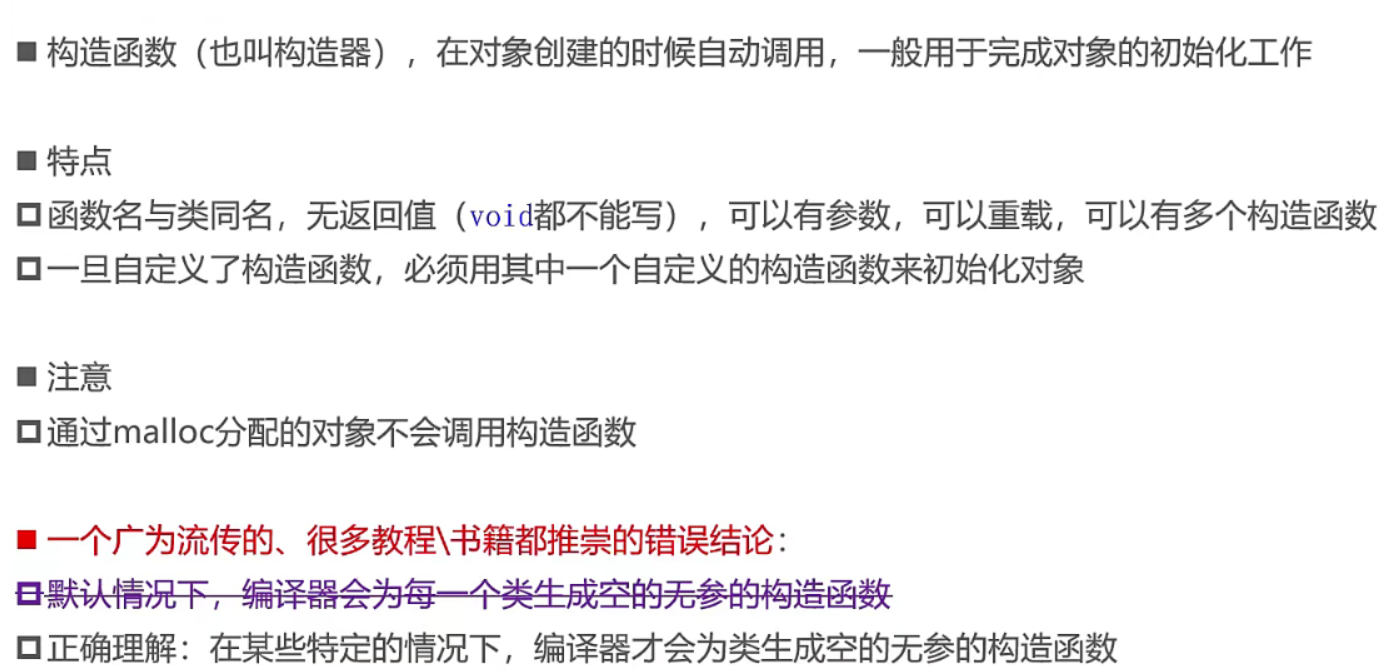 ■ 构造函数（也叫构造器），在对象创建的时候自动调用，一般用于完成对象的初始化工作
■ 特点
□ 函数名与类同名，无返回值（void都不能写），可以有参数，可以重载，可以有多个构造函数
□ 一旦自定义了构造函数，必须用其中一个自定义的构造函数来初始化对象
■ 注意
□ 通过malloc分配的对象不会调用构造函数
■ 一个广为流传的、很多教程\书籍都推崇的错误结论：
□ 默认情况下，编译器会为每一个类生成空的无参的构造函数
□ 正确理解：在某些特定的情况下，编译器才会为类生成空的无参的构造函数